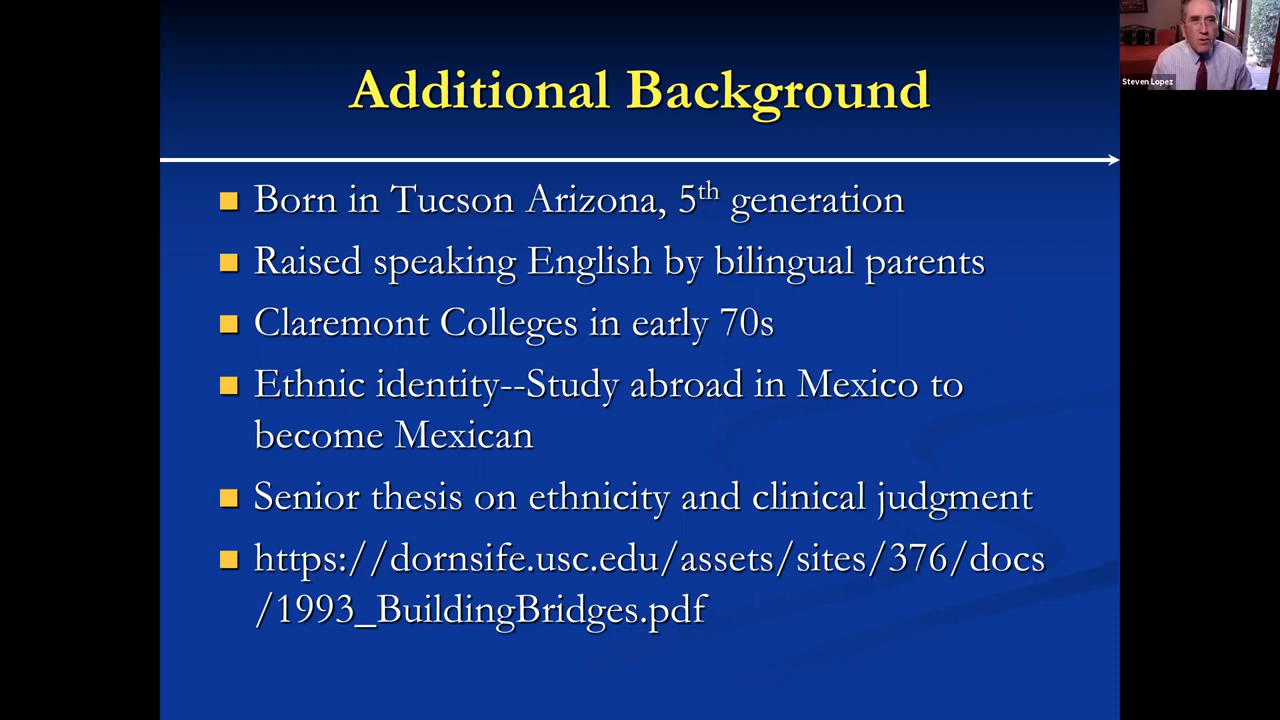 Additional Background
Steven Lopez
Born in Tucson Arizona, 5th generation
Raised speaking English by bilingual parents
Claremont Colleges in early 70s
Ethnic identity--Study abroad in Mexico to
become Mexican
Senior thesis on ethnicity and clinical judgment
https://dornsife.usc.edu/assets/sites/376/docs
/1993_BuildingBridges.pdf